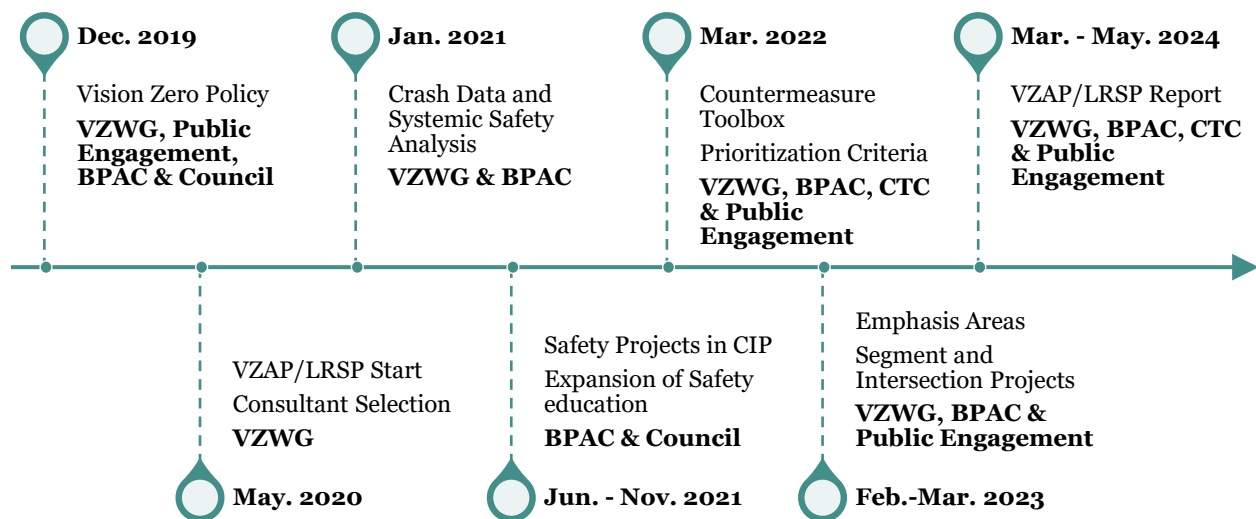 Dec. 2019
Vision Zero Policy
VZWG, Public
Engagement,
BPAC & Council
Jan. 2021
Crash Data and
Systemic Safety
Analysis
VZWG & BPAC
Mar. 2022
Countermeasure
Toolbox
Prioritization Criteria
VZWG, BPAC, CTC
& Public
Engagement
Mar. - May. 2024
VZAP/LRSP Report
VZWG, BPAC, CTC
& Public
Engagement
VZAP/LRSP Start
Consultant Selection
VZWG
May. 2020
Safety Projects in CIP
Expansion of Safety
education
BPAC & Council
Jun. - Nov. 2021
Emphasis Areas
Segment and
Intersection Projects
VZWG, BPAC &
Public Engagement
Feb.-Mar. 2023